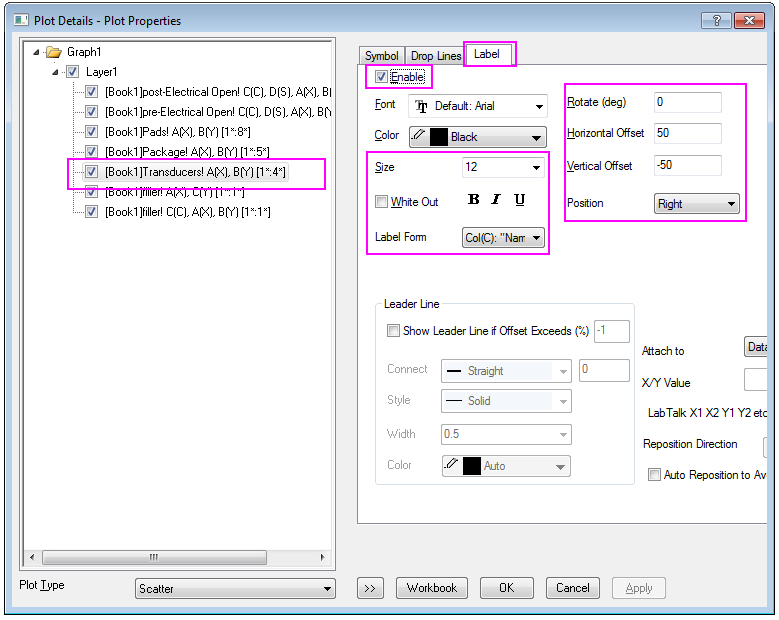 Plot Details - Plot Properties
?
Graph1
Layer1
[Book1]post-Electrical Open! C(C), D(S), A(X), B(Y
[Book1]pre-Electrical Open! C(C), D(S), A(X), B(Y
[Book1]Pads! A(X), B(Y) [1*:8*]
[Book1]Package! A(X), B(Y) [1*:5*]
[Book1]Transducers! A(X), B(Y) [1*:4*]
[Book1]filler! A(X), C(Y) [1*:1*]
[Book1]filler! C(C), A(X), B(Y) [1*:1*]
Symbol Drop Lines Label
Enable
Font Default: Arial
Color Black
Size 12
White Out B I U
Label Form Col(C): "Nam
Rotate (deg) 0
Horizontal Offset 50
Vertical Offset -50
Position Right
Leader Line
Show Leader Line if Offset Exceeds (%) -1
Connect Straight 0
Style Solid
Width 0.5
Color Auto
Attach to Data
X/Y Value
LabTalk X1 X2 Y1 Y2 etc
Reposition Direction
Auto Reposition to Av
Plot Type Scatter
>> Workbook OK Cancel Apply